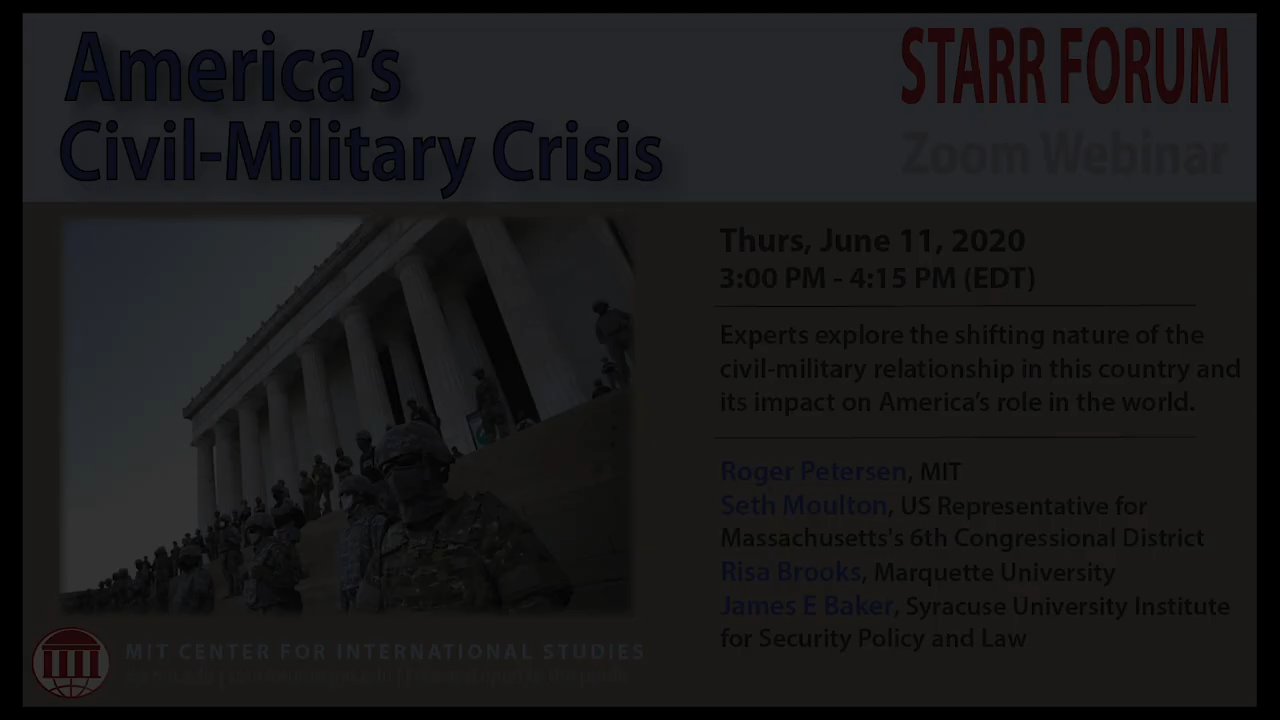 America's
Civil-Military Crisis
STARR FORUM
Zoom Webinar
Thurs, June 11, 2020
3:00 PM - 4:15 PM (EDT)
Experts explore the shifting nature of the
civil-military relationship in this country and
its impact on America's role in the world.
Roger Petersen, MIT
Seth Moulton, US Representative for
Massachusetts's 6th Congressional District
Risa Brooks, Marquette University
James E Baker, Syracuse University Institute
for Security Policy and Law
MIT CENTER FOR INTERNATIONAL STUDIES